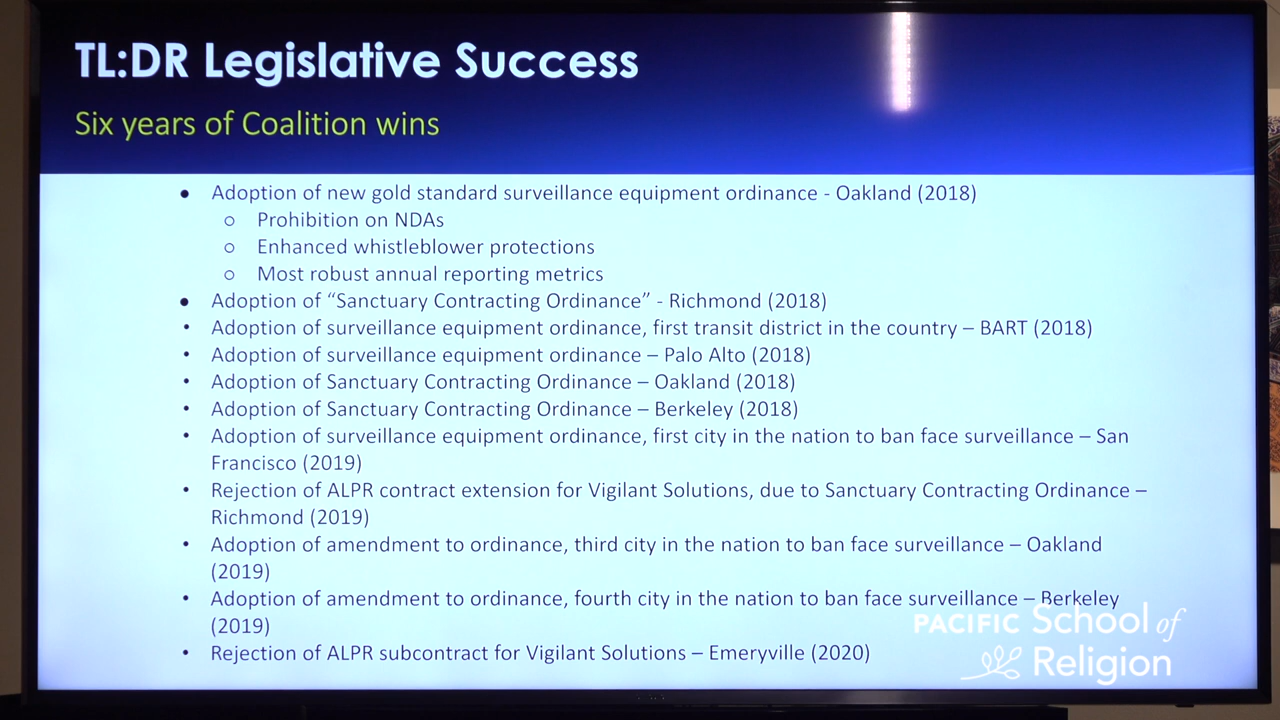 TL:DR Legislative Success
Six years of Coalition wins
● Adoption of new gold standard surveillance equipment ordinance - Oakland (2018)
○ Prohibition on NDAs
○ Enhanced whistleblower protections
○ Most robust annual reporting metrics
● Adoption of “Sanctuary Contracting Ordinance” - Richmond (2018)
• Adoption of surveillance equipment ordinance, first transit district in the country – BART (2018)
• Adoption of surveillance equipment ordinance – Palo Alto (2018)
• Adoption of Sanctuary Contracting Ordinance – Oakland (2018)
• Adoption of Sanctuary Contracting Ordinance – Berkeley (2018)
• Adoption of surveillance equipment ordinance, first city in the nation to ban face surveillance – San
Francisco (2019)
• Rejection of ALPR contract extension for Vigilant Solutions, due to Sanctuary Contracting Ordinance –
Richmond (2019)
• Adoption of amendment to ordinance, third city in the nation to ban face surveillance – Oakland
(2019)
• Adoption of amendment to ordinance, fourth city in the nation to ban face surveillance – Berkeley
(2019)
• Rejection of ALPR subcontract for Vigilant Solutions – Emeryville (2020)
PACIFIC School of
Religion